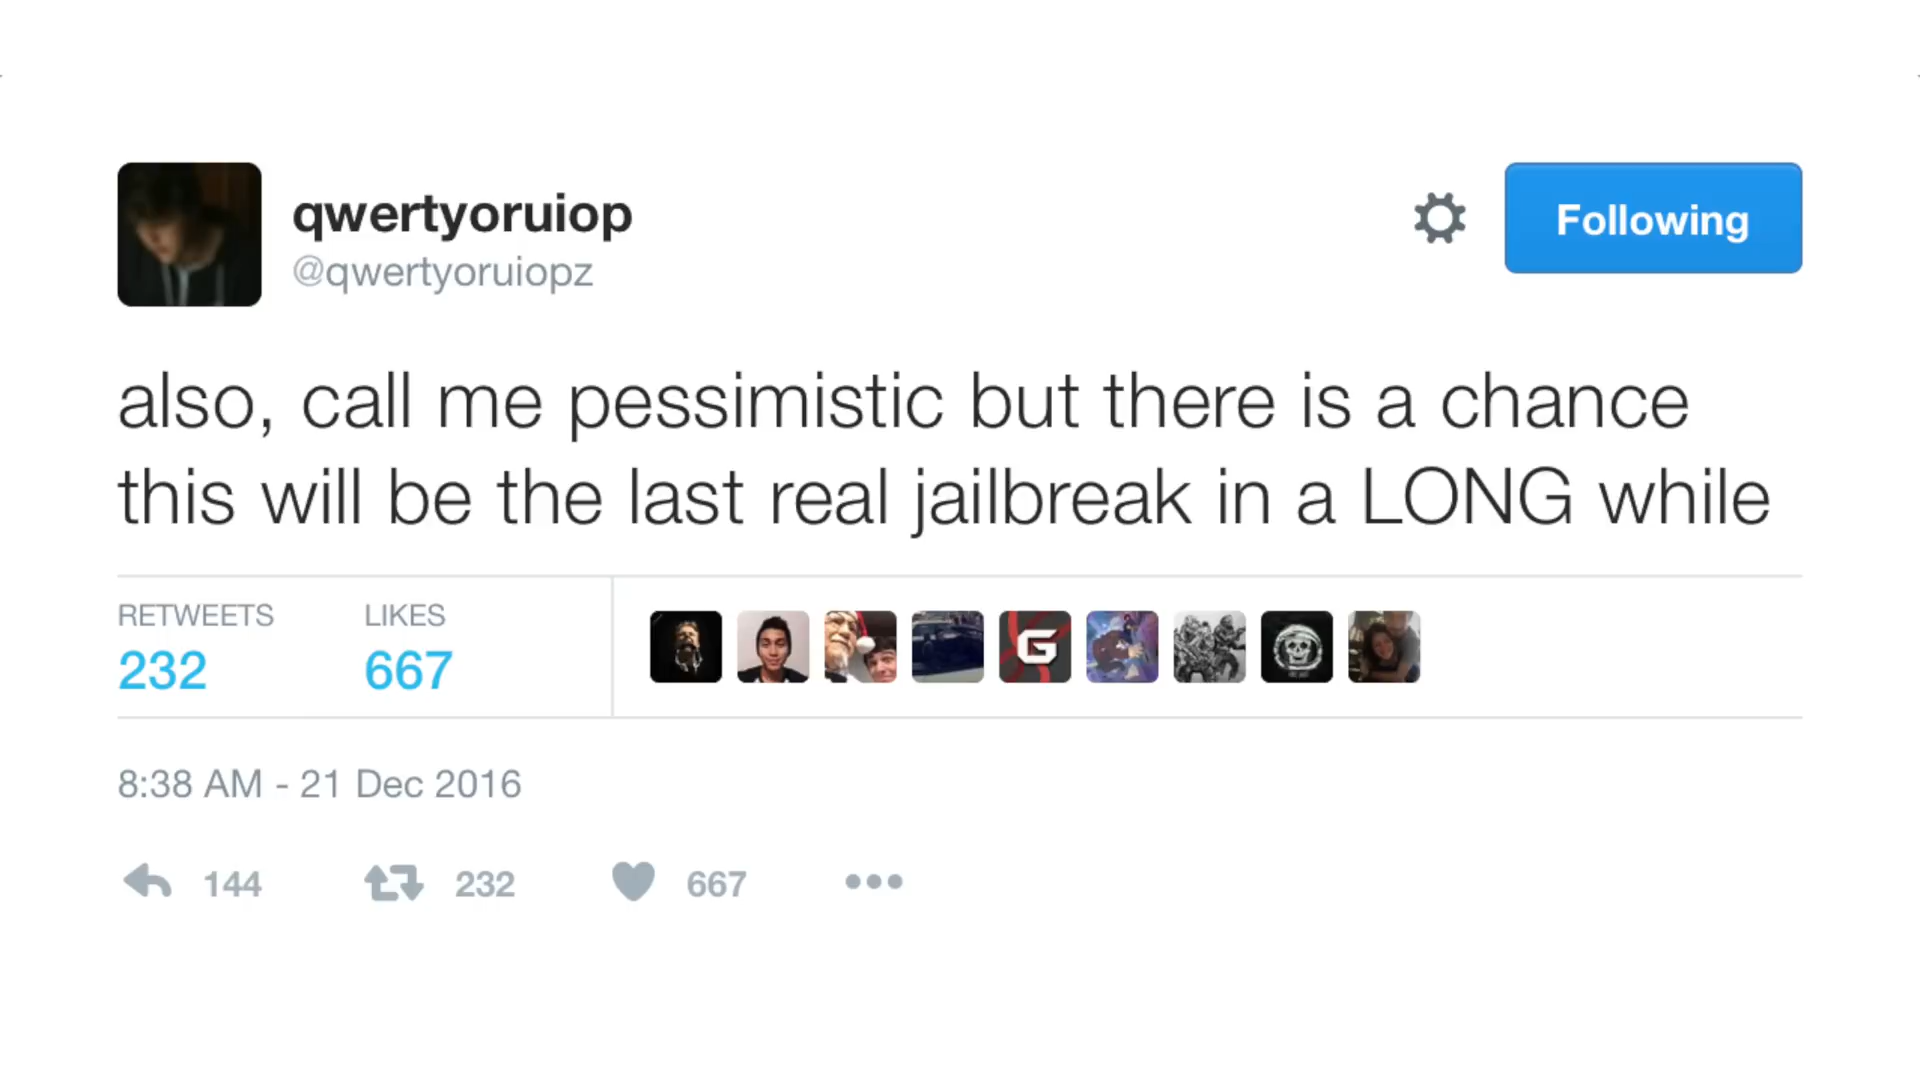 qwertyoruiop
@qwertyoruiopz
Following
also, call me pessimistic but there is a chance
this will be the last real jailbreak in a LONG while
RETWEETS LIKES
232 667
G
8:38 AM - 21 Dec 2016
144 232 667